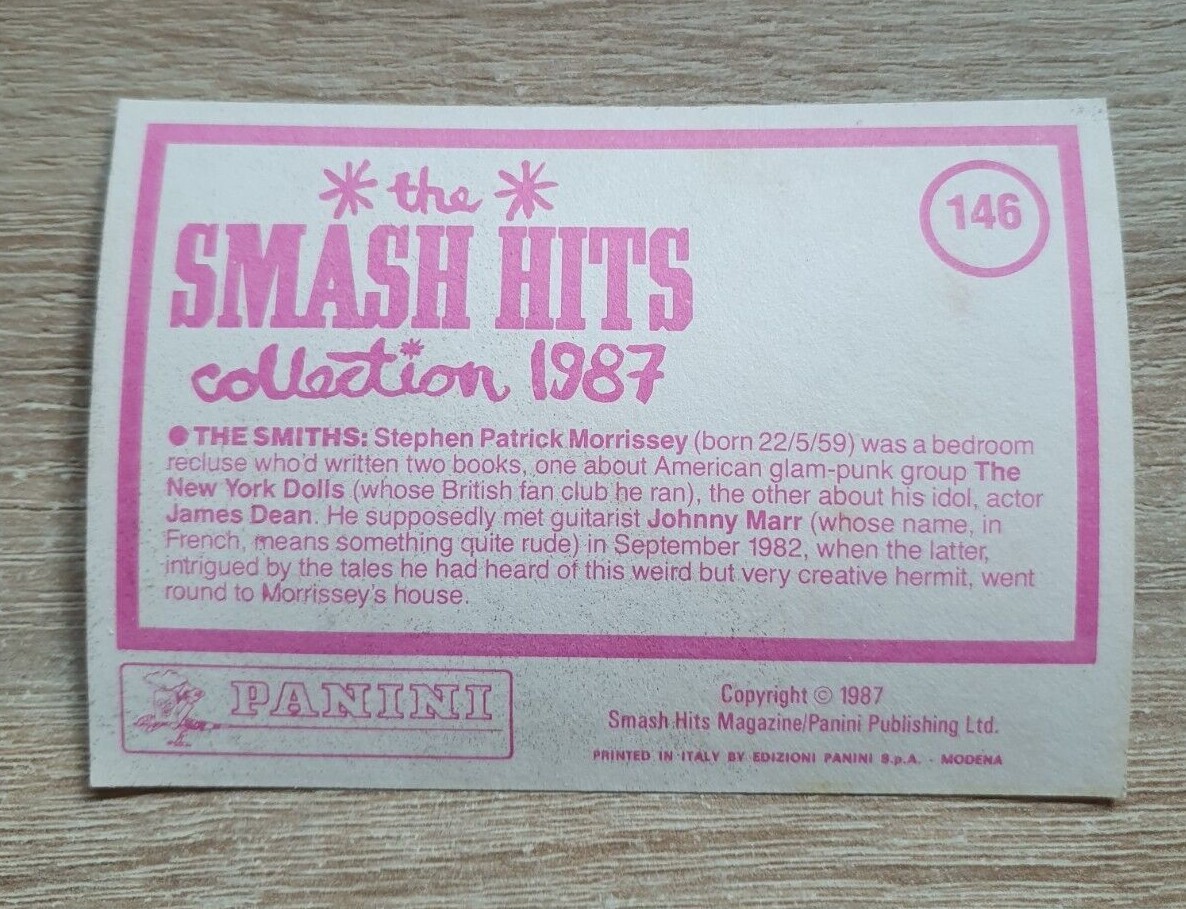 * the *
SMASH HITS
collection 1987
146
● THE SMITHS: Stephen Patrick Morrissey (born 22/5/59) was a bedroom
recluse who'd written two books, one about American glam-punk group The
New York Dolls (whose British fan club he ran), the other about his idol, actor
James Dean. He supposedly met guitarist Johnny Marr (whose name, in
French, means something quite rude) in September 1982, when the latter,
intrigued by the tales he had heard of this weird but very creative hermit, went
round to Morrissey's house.
PANINI
Copyright © 1987
Smash Hits Magazine/Panini Publishing Ltd.
PRINTED IN ITALY BY EDIZIONI PANINI S.p.A. - MODENA